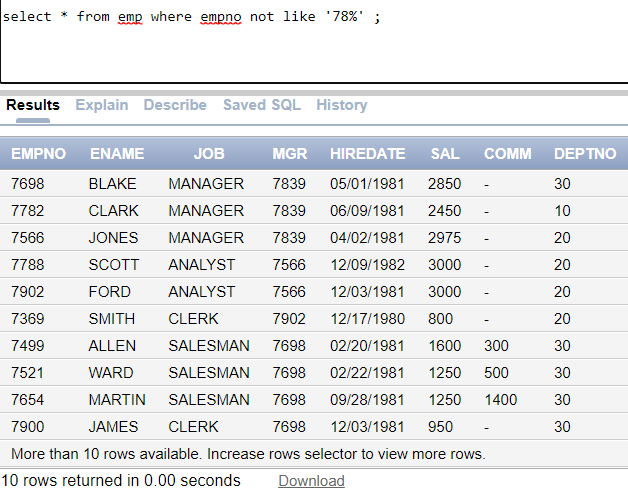 select * from emp where empno not like '78%' ;
Results Explain Describe Saved SQL History
EMPNO ENAME JOB MGR HIREDATE SAL COMM DEPTNO
7698 BLAKE MANAGER 7839 05/01/1981 2850 - 30
7782 CLARK MANAGER 7839 06/09/1981 2450 - 10
7566 JONES MANAGER 7839 04/02/1981 2975 - 20
7788 SCOTT ANALYST 7566 12/09/1982 3000 - 20
7902 FORD ANALYST 7566 12/03/1981 3000 - 20
7369 SMITH CLERK 7902 12/17/1980 800 - 20
7499 ALLEN SALESMAN 7698 02/20/1981 1600 300 30
7521 WARD SALESMAN 7698 02/22/1981 1250 500 30
7654 MARTIN SALESMAN 7698 09/28/1981 1250 1400 30
7900 JAMES CLERK 7698 12/03/1981 950 - 30
More than 10 rows available. Increase rows selector to view more rows.
10 rows returned in 0.00 seconds Download